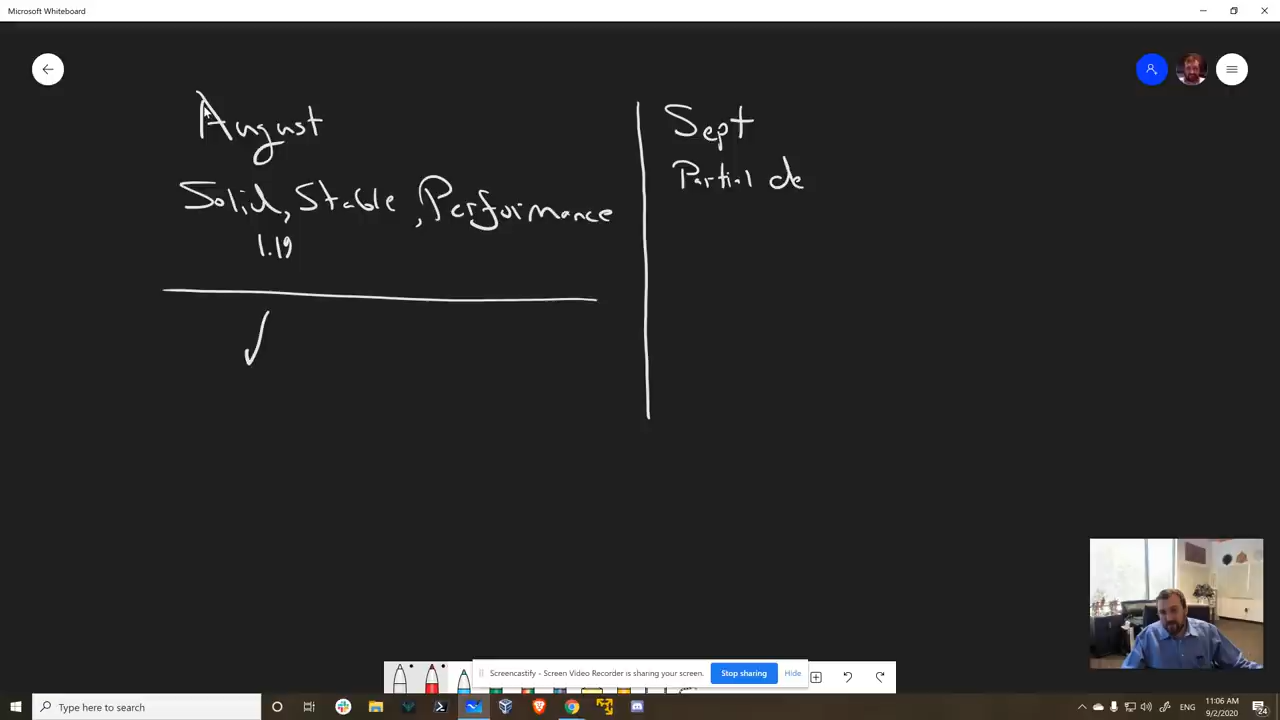 Microsoft Whiteboard
August
Solid, Stable, Performance
1.19
Sept
Partial de
Screencastify - Screen Video Recorder is sharing your screen.
Stop sharing
Hide
Type here to search
ENG
11:06 AM
9/2/2020
24